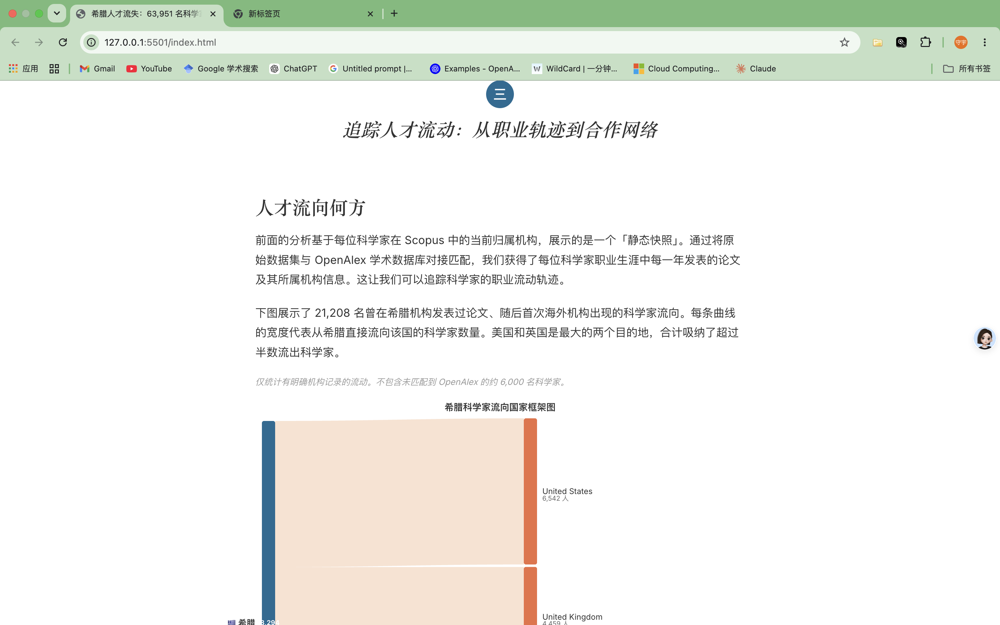 希腊人才流失：63,951 名科学
新标签页
127.0.0.1:5501/index.html
守宇
应用
Gmail
YouTube
Google 学术搜索
ChatGPT
Untitled prompt |...
Examples - OpenA...
W
WildCard | 一分钟...
Cloud Computing...
Claude
所有书签
三
追踪人才流动：从职业轨迹到合作网络
人才流向何方
前面的分析基于每位科学家在 Scopus 中的当前归属机构，展示的是一个「静态快照」。通过将原
始数据集与 OpenAlex 学术数据库对接匹配，我们获得了每位科学家职业生涯中每一年发表的论文
及其所属机构信息。这让我们可以追踪科学家的职业流动轨迹。
下图展示了 21,208 名曾在希腊机构发表过论文、随后首次海外机构出现的科学家流向。每条曲线
的宽度代表从希腊直接流向该国的科学家数量。美国和英国是最大的两个目的地，合计吸纳了超过
半数流出科学家。
仅统计有明确机构记录的流动。不包含未匹配到 OpenAlex 的约 6,000 名科学家。
希腊科学家流向国家框架图
United States
6,542 人
United Kingdom
4,459 人
希腊